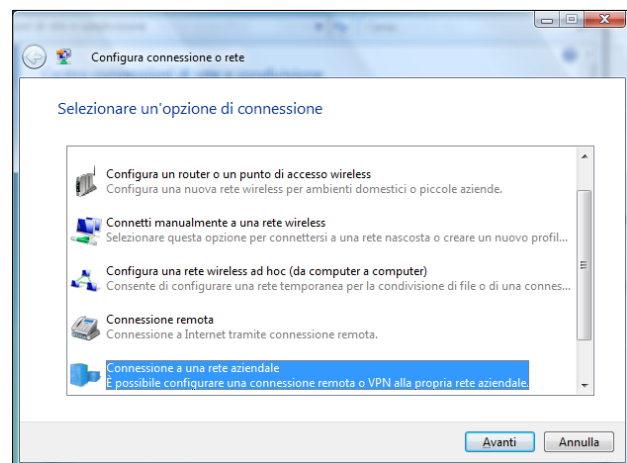 Configura connessione o rete
Selezionare un'opzione di connessione
Configura un router o un punto di accesso wireless
Configura una nuova rete wireless per ambienti domestici o piccole aziende.
Connetti manualmente a una rete wireless
Selezionare questa opzione per connettersi a una rete nascosta o creare un nuovo profil...
Configura una rete wireless ad hoc (da computer a computer)
Consente di configurare una rete temporanea per la condivisione di file o di una connes...
Connessione remota
Connessione a Internet tramite connessione remota.
Connessione a una rete aziendale
È possibile configurare una connessione remota o VPN alla propria rete aziendale.
Avanti
Annulla